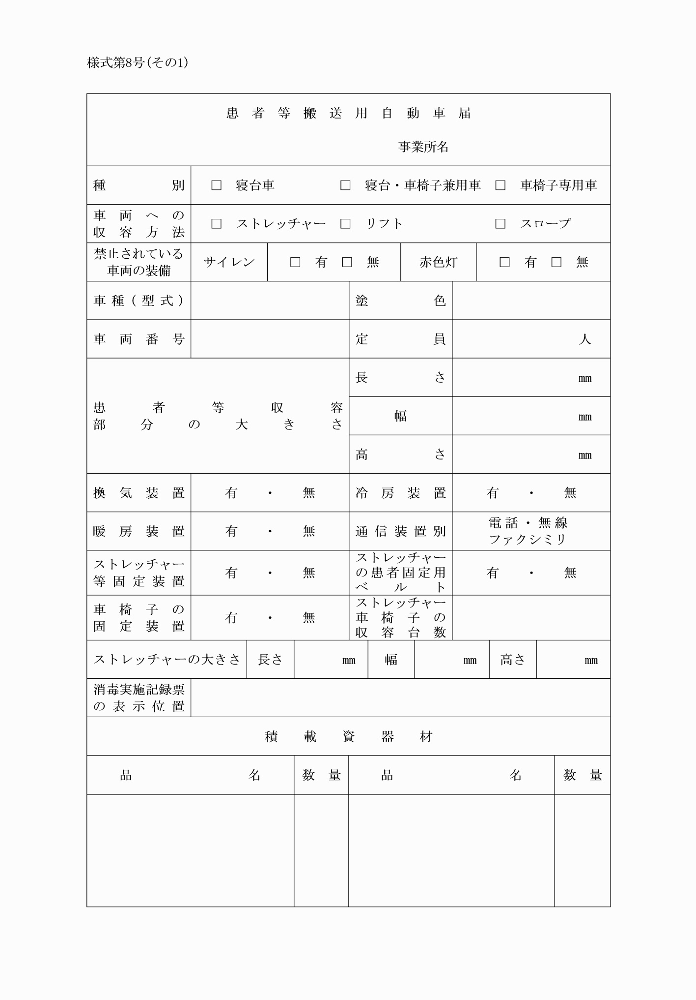 様式第8号(その1)
患者等搬送用自動車届
事業所名
種別 □ 寝台車 □ 寝台・車椅子兼用車 □ 車椅子専用車
車両への
収容方法
□ ストレッチャー □ リフト □ スロープ
禁止されている
車両の装備
サイレン □ 有 □ 無 赤色灯 □ 有 □ 無
車種(型式) 塗色
車両番号 定員 人
患者等収容
部分の大きさ
長さ ㎜
幅 ㎜
高さ ㎜
換気装置 有・無 冷房装置 有・無
暖房装置 有・無 通信装置別
電話・無線
ファクシミリ
ストレッチャー
等固定装置
有・無
ストレッチャー
の患者固定用
ベルト
有・無
車椅子の
固定装置
有・無
ストレッチャー
車椅子の
収容台数
ストレッチャーの大きさ 長さ ㎜ 幅 ㎜ 高さ ㎜
消毒実施記録票
の表示位置
積載資器材
品名 数量 品名 数量